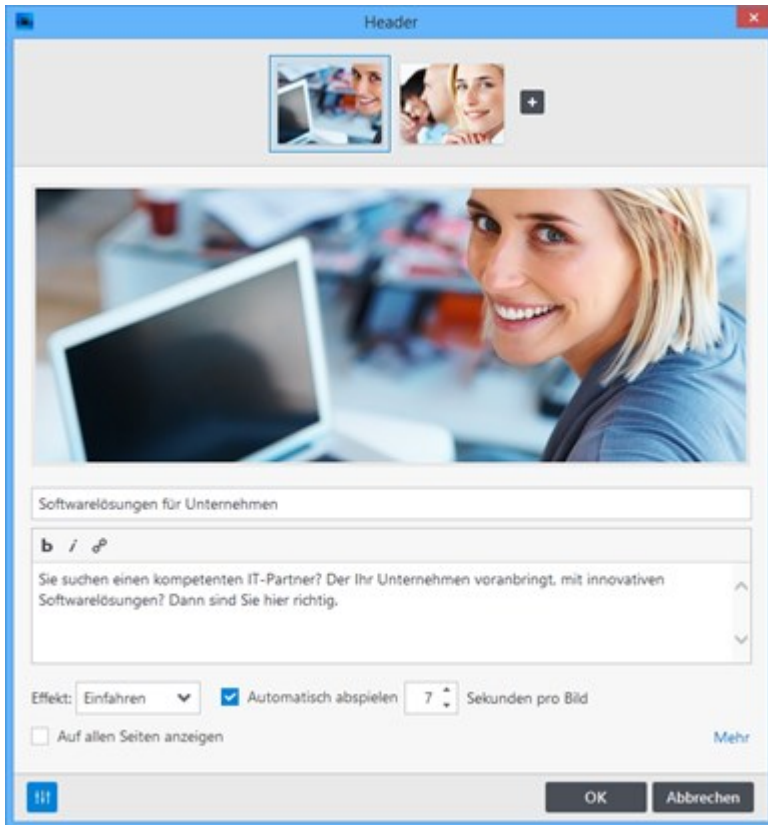 Header
Softwarelösungen für Unternehmen
b i
Sie suchen einen kompetenten IT-Partner? Der Ihr Unternehmen voranbringt, mit innovativen
Softwarelösungen? Dann sind Sie hier richtig.
Effekt: Einfahren Automatisch abspielen 7 Sekunden pro Bild
Auf allen Seiten anzeigen Mehr
OK Abbrechen